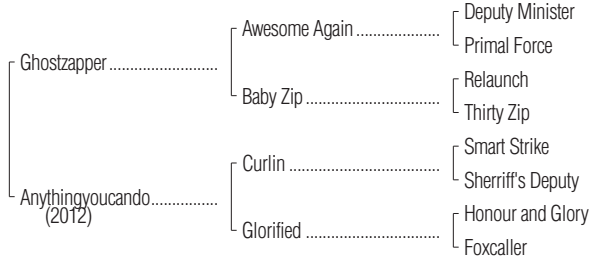 Deputy Minister
Awesome Again
Primal Force
Ghostzapper
Relaunch
Baby Zip
Thirty Zip
Smart Strike
Curlin
Sherriff's Deputy
Anythingyoucando
(2012)
Honour and Glory
Glorified
Foxcaller